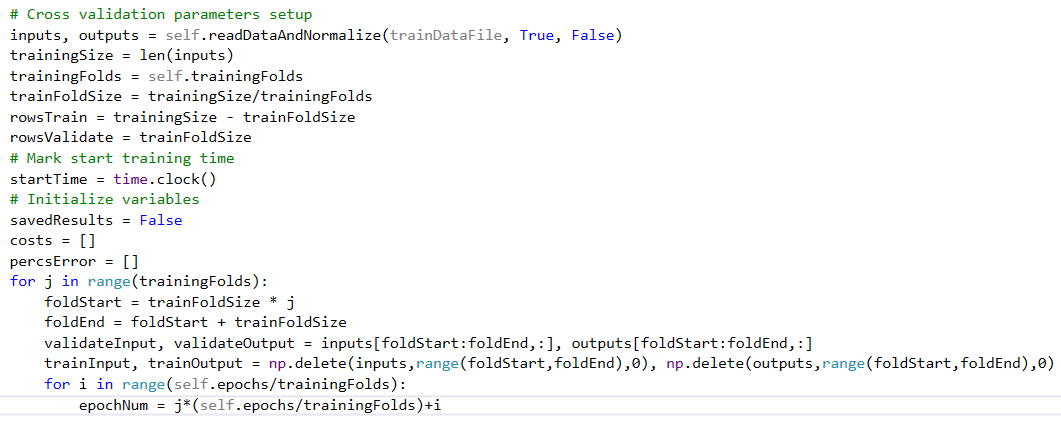 # Cross validation parameters setup
inputs, outputs = self.readDataAndNormalize(trainDataFile, True, False)
trainingSize = len(inputs)
trainingFolds = self.trainingFolds
trainFoldSize = trainingSize/trainingFolds
rowsTrain = trainingSize - trainFoldSize
rowsValidate = trainFoldSize
# Mark start training time
startTime = time.clock()
# Initialize variables
savedResults = False
costs = []
percsError = []
for j in range(trainingFolds):
    foldStart = trainFoldSize * j
    foldEnd = foldStart + trainFoldSize
    validateInput, validateOutput = inputs[foldStart:foldEnd,:], outputs[foldStart:foldEnd,:]
    trainInput, trainOutput = np.delete(inputs,range(foldStart,foldEnd),0), np.delete(outputs,range(foldStart,foldEnd),0)
    for i in range(self.epochs/trainingFolds):
        epochNum = j*(self.epochs/trainingFolds)+i